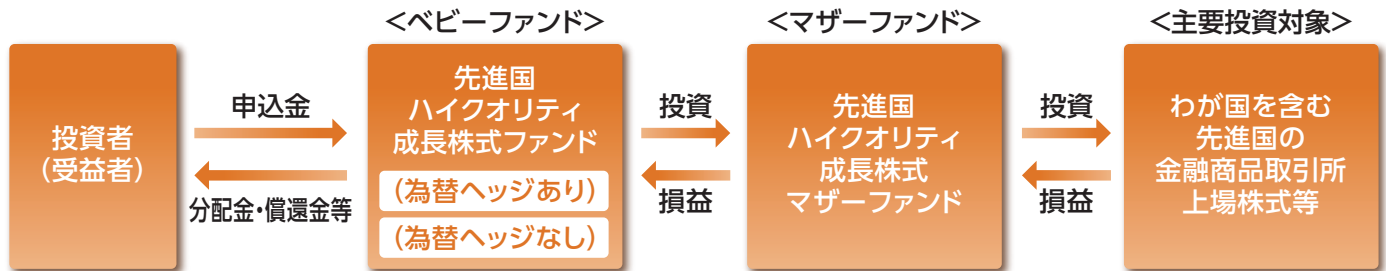 <ベビーファンド>
<マザーファンド>
<主要投資対象>
投資者
(受益者)
申込金
分配金・償還金等
先進国
ハイクオリティ
成長株式ファンド
(為替ヘッジあり)
(為替ヘッジなし)
投資
損益
先進国
ハイクオリティ
成長株式
マザーファンド
投資
損益
わが国を含む
先進国の
金融商品取引所
上場株式等